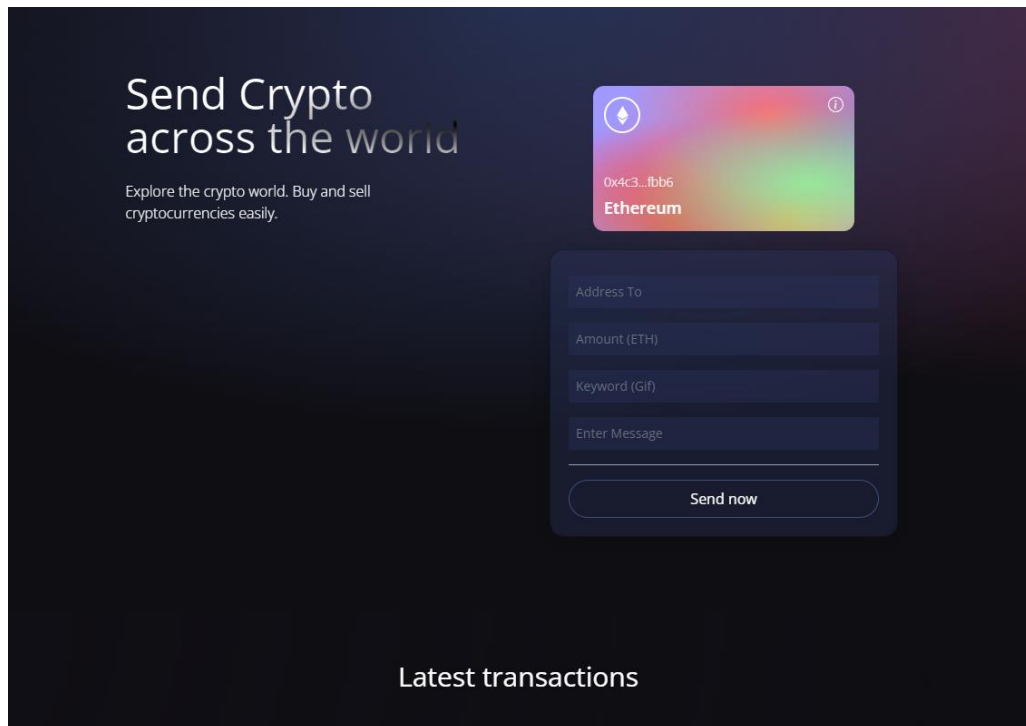 Send Crypto
across the world
Explore the crypto world. Buy and sell
cryptocurrencies easily.
i
0x4c3...fbb6
Ethereum
Address To
Amount (ETH)
Keyword (Gif)
Enter Message
Send now
Latest transactions